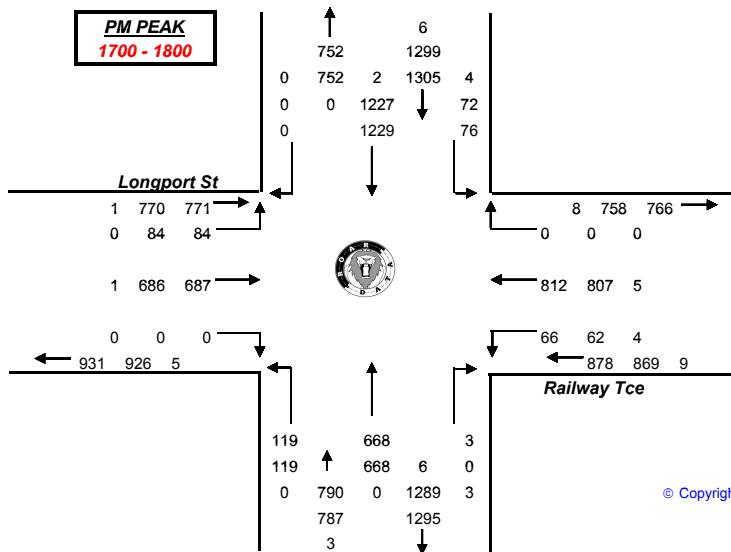 PM PEAK
1700 - 1800
6
752 1299
0 752 2 1305 4
0 0 1227 72
0 1229 76
Longport St
1 770 771
8 758 766
0 84 84
0 0 0
ROAR DATA
1 686 687
812 807 5
0 0 0
66 62 4
931 926 5
878 869 9
Railway Tce
119 668 3
119 668 6 0
0 790 0 1289 3
© Copyrigh
787 1295
3